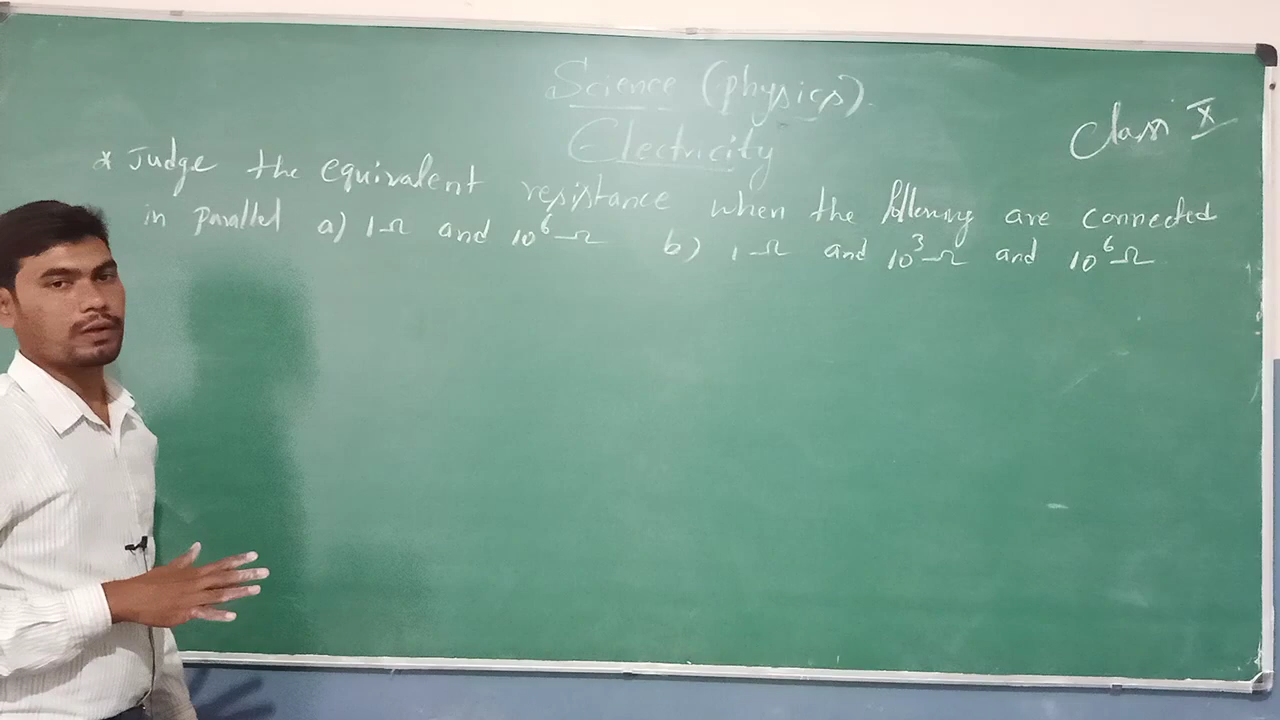 Science (physics).
Electricity
Class X
* Judge the equivalent resistance when the following are connected
in parallel a) 1Ω and 10⁶Ω b) 1Ω and 10³Ω and 10⁶Ω